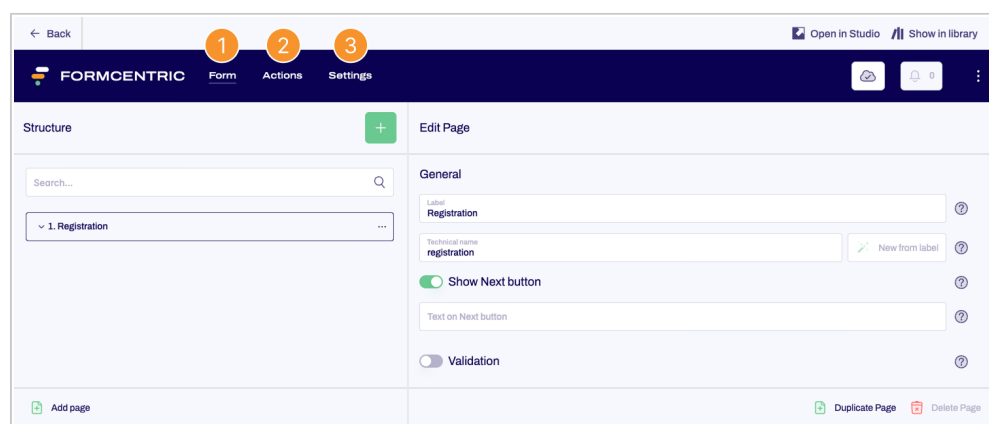 ← Back
Open in Studio
Show in library
1
2
3
FORMCENTRIC
Form
Actions
Settings
0
Structure
+
Edit Page
Search...
General
Label
Registration
1. Registration
...
Technical name
registration
New from label
Show Next button
Text on Next button
Validation
Add page
Duplicate Page
Delete Page